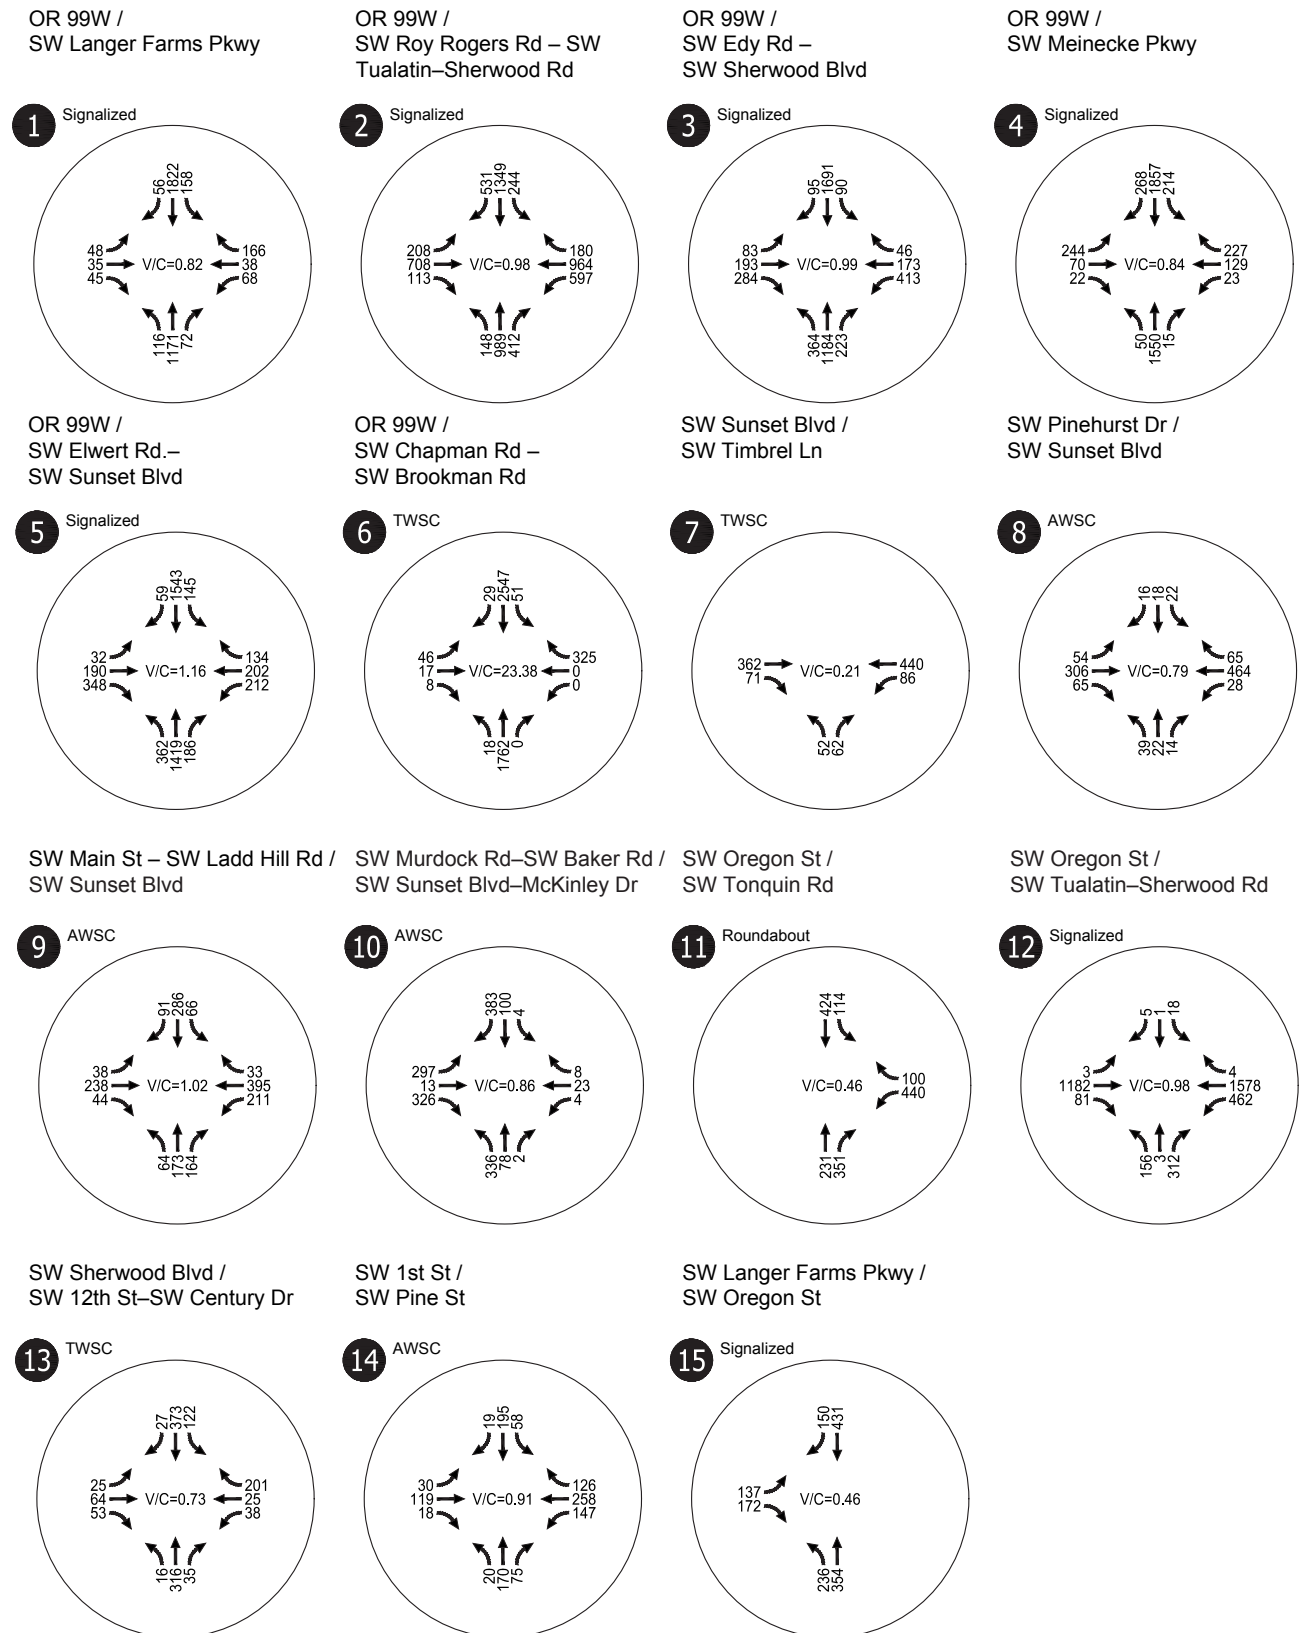 OR 99W /
SW Langer Farms Pkwy
1 Signalized
56 1822 158
48
35
45
V/C=0.82
166
38
68
116 1171 72
OR 99W /
SW Roy Rogers Rd – SW
Tualatin–Sherwood Rd
2 Signalized
531 1349 244
208
708
113
V/C=0.98
180
964
597
148 989 412
OR 99W /
SW Edy Rd –
SW Sherwood Blvd
3 Signalized
95 1691 90
83
193
284
V/C=0.99
46
173
413
364 1184 223
OR 99W /
SW Meinecke Pkwy
4 Signalized
268 1857 214
244
70
22
V/C=0.84
227
129
23
50 1550 15
OR 99W /
SW Elwert Rd.–
SW Sunset Blvd
5 Signalized
59 1543 145
32
190
348
V/C=1.16
134
202
212
362 1419 186
OR 99W /
SW Chapman Rd –
SW Brookman Rd
6 TWSC
29 2547 51
46
17
8
V/C=23.38
325
0
0
18 1762 0
SW Sunset Blvd /
SW Timbrel Ln
7 TWSC
362
71
V/C=0.21
440
86
52 62
SW Pinehurst Dr /
SW Sunset Blvd
8 AWSC
16 18 22
54
306
65
V/C=0.79
65
464
28
39 22 14
SW Main St – SW Ladd Hill Rd /
SW Sunset Blvd
9 AWSC
91 286 66
38
238
44
V/C=1.02
33
395
211
64 173 164
SW Murdock Rd–SW Baker Rd /
SW Sunset Blvd–McKinley Dr
10 AWSC
383 100 4
297
13
326
V/C=0.86
8
23
4
336 78 2
SW Oregon St /
SW Tonquin Rd
11 Roundabout
424 114
V/C=0.46
100
440
231 351
SW Oregon St /
SW Tualatin–Sherwood Rd
12 Signalized
5 1 18
3
1182
81
V/C=0.98
4
1578
462
156 3 312
SW Sherwood Blvd /
SW 12th St–SW Century Dr
13 TWSC
27 373 122
25
64
53
V/C=0.73
201
25
38
16 316 35
SW 1st St /
SW Pine St
14 AWSC
19 195 58
30
119
18
V/C=0.91
126
258
147
20 170 75
SW Langer Farms Pkwy /
SW Oregon St
15 Signalized
150 431
137
172
V/C=0.46
236 354